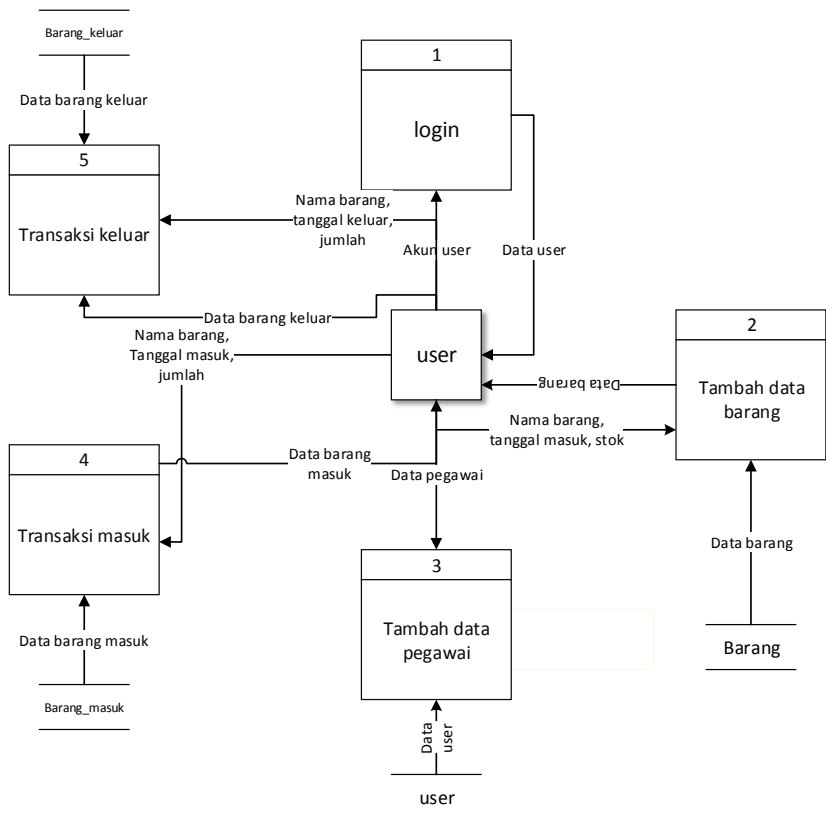 Barang_keluar
Data barang keluar
5
Transaksi keluar
1
login
Nama barang,
tanggal keluar,
jumlah
Akun user
Data user
Data barang keluar
Nama barang,
Tanggal masuk,
jumlah
user
2
Tambah data
barang
Data barang
Nama barang,
tanggal masuk, stok
4
Transaksi masuk
Data barang
masuk
Data pegawai
3
Tambah data
pegawai
Data barang
Barang
Data barang masuk
Barang_masuk
Data
user
user